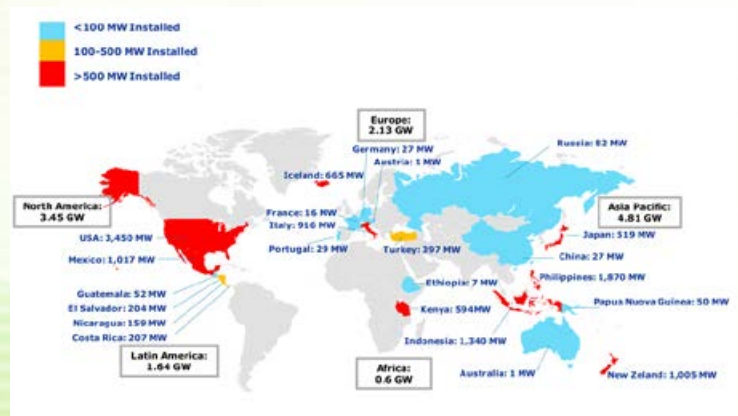 <100 MW Installed
100-500 MW Installed
>500 MW Installed
Europe:
2.13 GW
Germany: 27 MW
Austria: 1 MW
Russia: 82 MW
Iceland: 665 MW
North America:
3.45 GW
Asia Pacific:
4.81 GW
France: 16 MW
Italy: 916 MW
Portugal: 29 MW
Turkey: 397 MW
USA: 3,450 MW
Mexico: 1,017 MW
Japan: 519 MW
China: 27 MW
Philippines: 1,870 MW
Ethiopia: 7 MW
Guatemala: 52 MW
El Salvador: 204 MW
Nicaragua: 159 MW
Costa Rica: 207 MW
Papua Nuova Guinea: 50 MW
Kenya: 594MW
Indonesia: 1,340 MW
Latin America:
1.64 GW
Africa:
0.6 GW
Australia: 1 MW
New Zeland: 1,005 MW